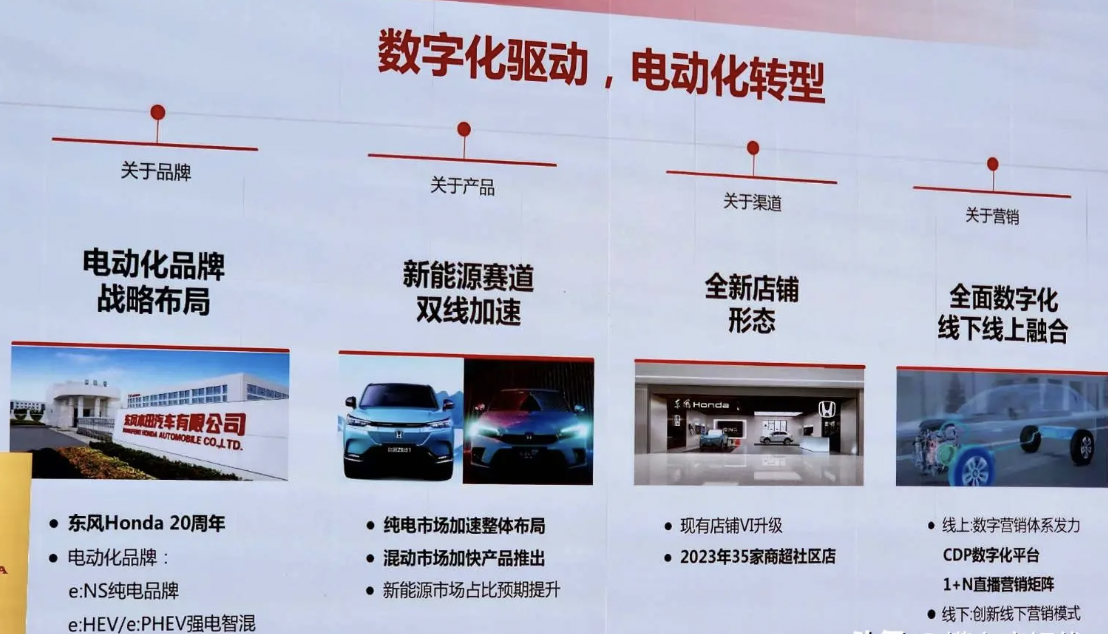 数字化驱动，电动化转型
关于品牌
电动化品牌
战略布局
东风本田汽车有限公司
DONGFENG HONDA AUTOMOBILE CO.,LTD.
● 东风Honda 20周年
● 电动化品牌：
e:NS纯电品牌
e:HEV/e:PHEV强电智混
关于产品
新能源赛道
双线加速
● 纯电市场加速整体布局
● 混动市场加快产品推出
● 新能源市场占比预期提升
关于渠道
全新店铺
形态
东风Honda
● 现有店铺VI升级
● 2023年35家商超社区店
关于营销
全面数字化
线下线上融合
● 线上:数字营销体系发力
CDP数字化平台
1+N直播营销矩阵
● 线下:创新线下营销模式
A